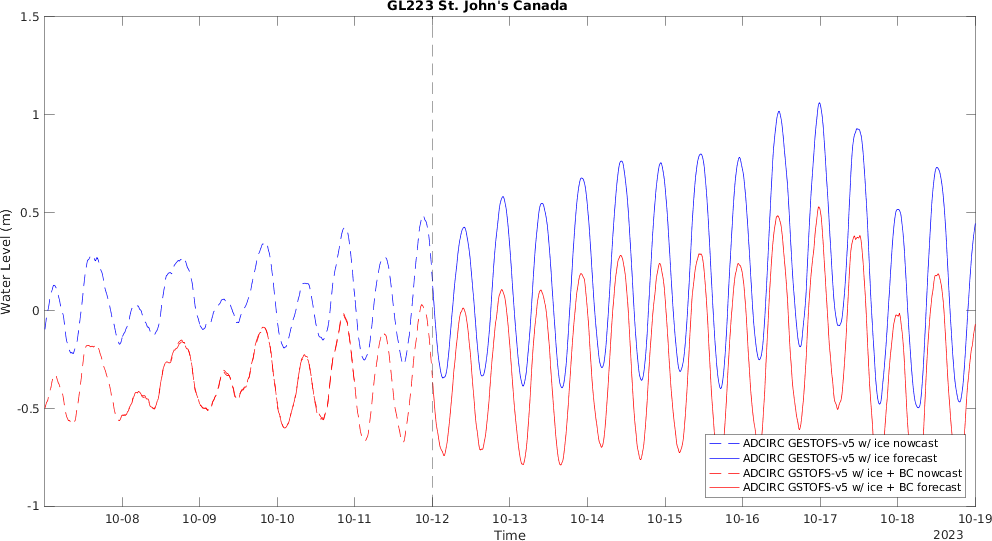 GL223 St. John's Canada
1.5
1
0.5
0
-0.5
-1
Water Level (m)
ADCIRC GESTOFS-v5 w/ ice nowcast
ADCIRC GESTOFS-v5 w/ ice forecast
ADCIRC GSTOFS-v5 w/ ice + BC nowcast
ADCIRC GSTOFS-v5 w/ ice + BC forecast
10-08 10-09 10-10 10-11 10-12 10-13 10-14 10-15 10-16 10-17 10-18 10-19
Time
2023